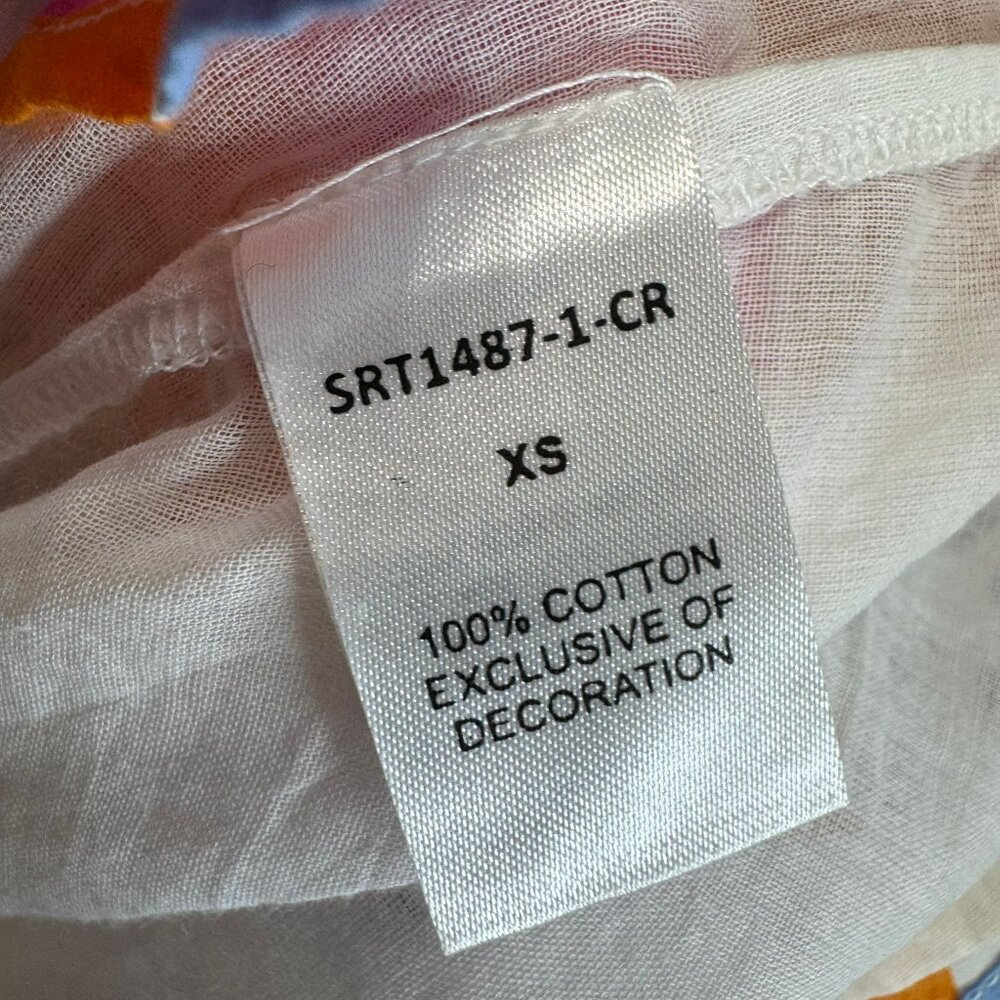 SRT1487-1-CR
XS
100% COTTON
EXCLUSIVE OF
DECORATION